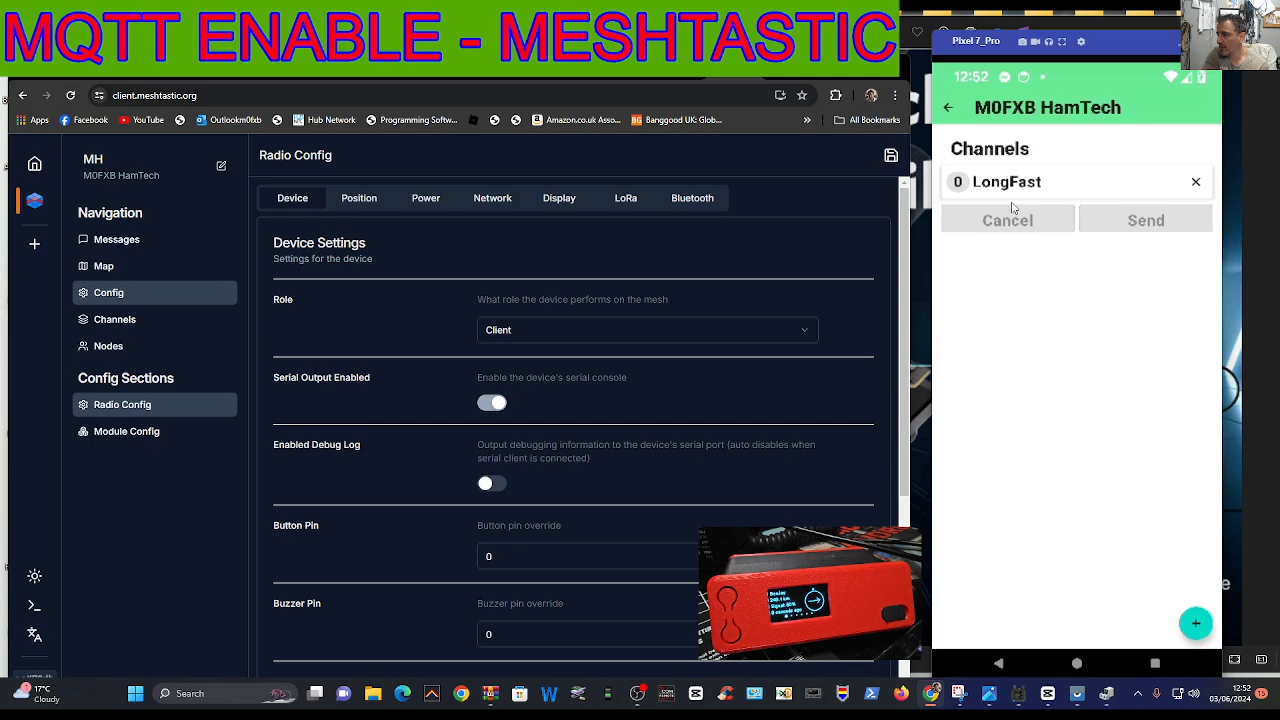 MQTT ENABLE - MESHTASTIC
client.meshtastic.org
Apps
Facebook
YouTube
Outlookm0fxb
Hub Icom Programming Sustem...
Amazon.co.uk Asso...
Banggood UK Glob...
All Bookmarks
MH
M0FXB HamTech
Navigation
Messages
Map
Config
Channels
Nodes
Config Sections
Radio Config
Module Config
Radio Config
Device
Position
Power
Network
Display
LoRa
Bluetooth
Device Settings
Settings for the device
Role
What role the device performs on the mesh
Client
Serial Output Enabled
Enable the device's serial console
Enabled Debug Log
Output debugging information to the device's serial port (auto disables when
serial client is connected)
Button Pin
Button pin override
0
Buzzer Pin
Buzzer pin override
0
Pixel 7_Pro
12:52
M0FXB HamTech
Channels
0 LongFast
Cancel
Send
+
17°C
Cloudy
Search
12:52
03/06/2024